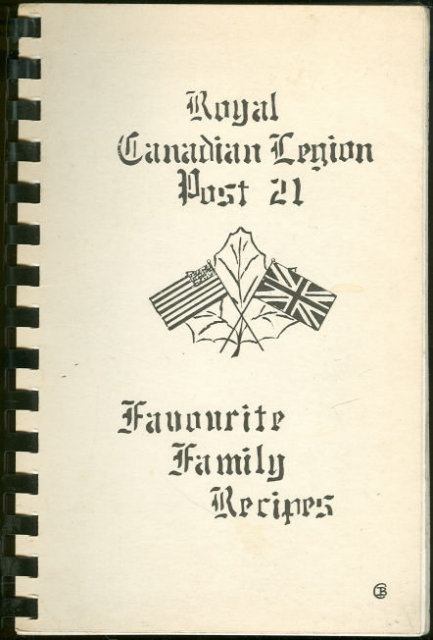 Royal
Canadian Legion
Post 21
Favourite
Family
Recipes